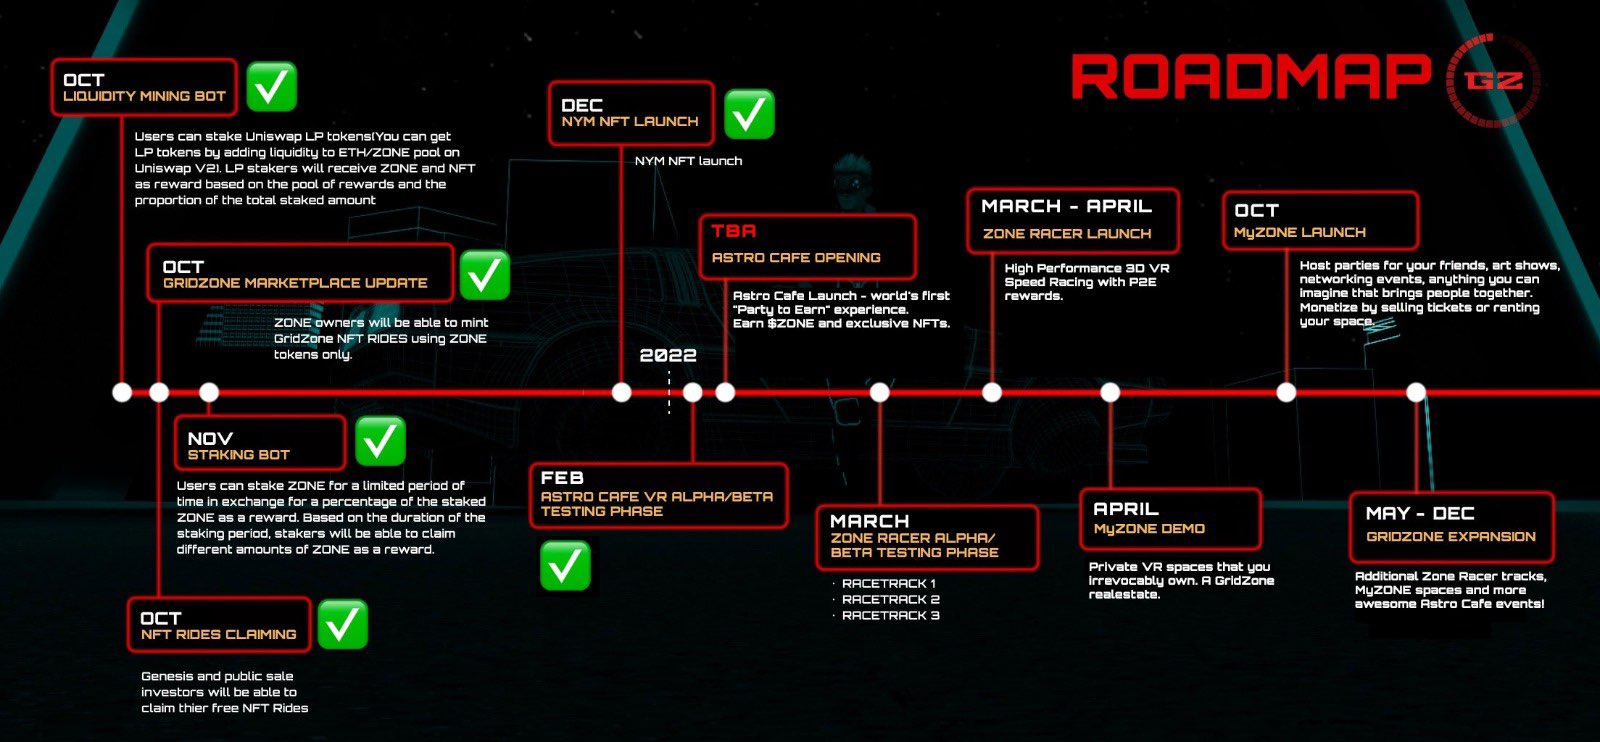 ROADMAP
GZ
OCT
LIQUIDITY MINING BOT
Users can stake Uniswap LP tokens(You can get
LP tokens by adding liquidity to ETH/ZONE pool on
Uniswap V2). LP stakers will receive ZONE and NFT
as reward based on the pool of rewards and the
proportion of the total staked amount
OCT
GRIDZONE MARKETPLACE UPDATE
ZONE owners will be able to mint
GridZone NFT RIDES using ZONE
tokens only.
NOV
STAKING BOT
Users can stake ZONE for a limited period of
time in exchange for a percentage of the staked
ZONE as a reward. Based on the duration of the
staking period, stakers will be able to claim
different amounts of ZONE as a reward.
OCT
NFT RIDES CLAIMING
Genesis and public sale
investors will be able to
claim thier free NFT Rides
DEC
NYM NFT LAUNCH
NYM NFT launch
2022
FEB
ASTRO CAFE VR ALPHA/BETA
TESTING PHASE
TBA
ASTRO CAFE OPENING
Astro Cafe Launch - world's first
"Party to Earn" experience.
Earn $ZONE and exclusive NFTs.
MARCH
ZONE RACER ALPHA/
BETA TESTING PHASE
· RACETRACK 1
· RACETRACK 2
· RACETRACK 3
MARCH - APRIL
ZONE RACER LAUNCH
High Performance 3D VR
Speed Racing with P2E
rewards.
APRIL
MyZONE DEMO
Private VR spaces that you
irrevocably own. A GridZone
realestate.
OCT
MyZONE LAUNCH
Host parties for your friends, art shows,
networking events, anything you can
imagine that brings people together.
Monetize by selling tickets or renting
your space.
MAY - DEC
GRIDZONE EXPANSION
Additional Zone Racer tracks,
MyZONE spaces and more
awesome Astro Cafe events!